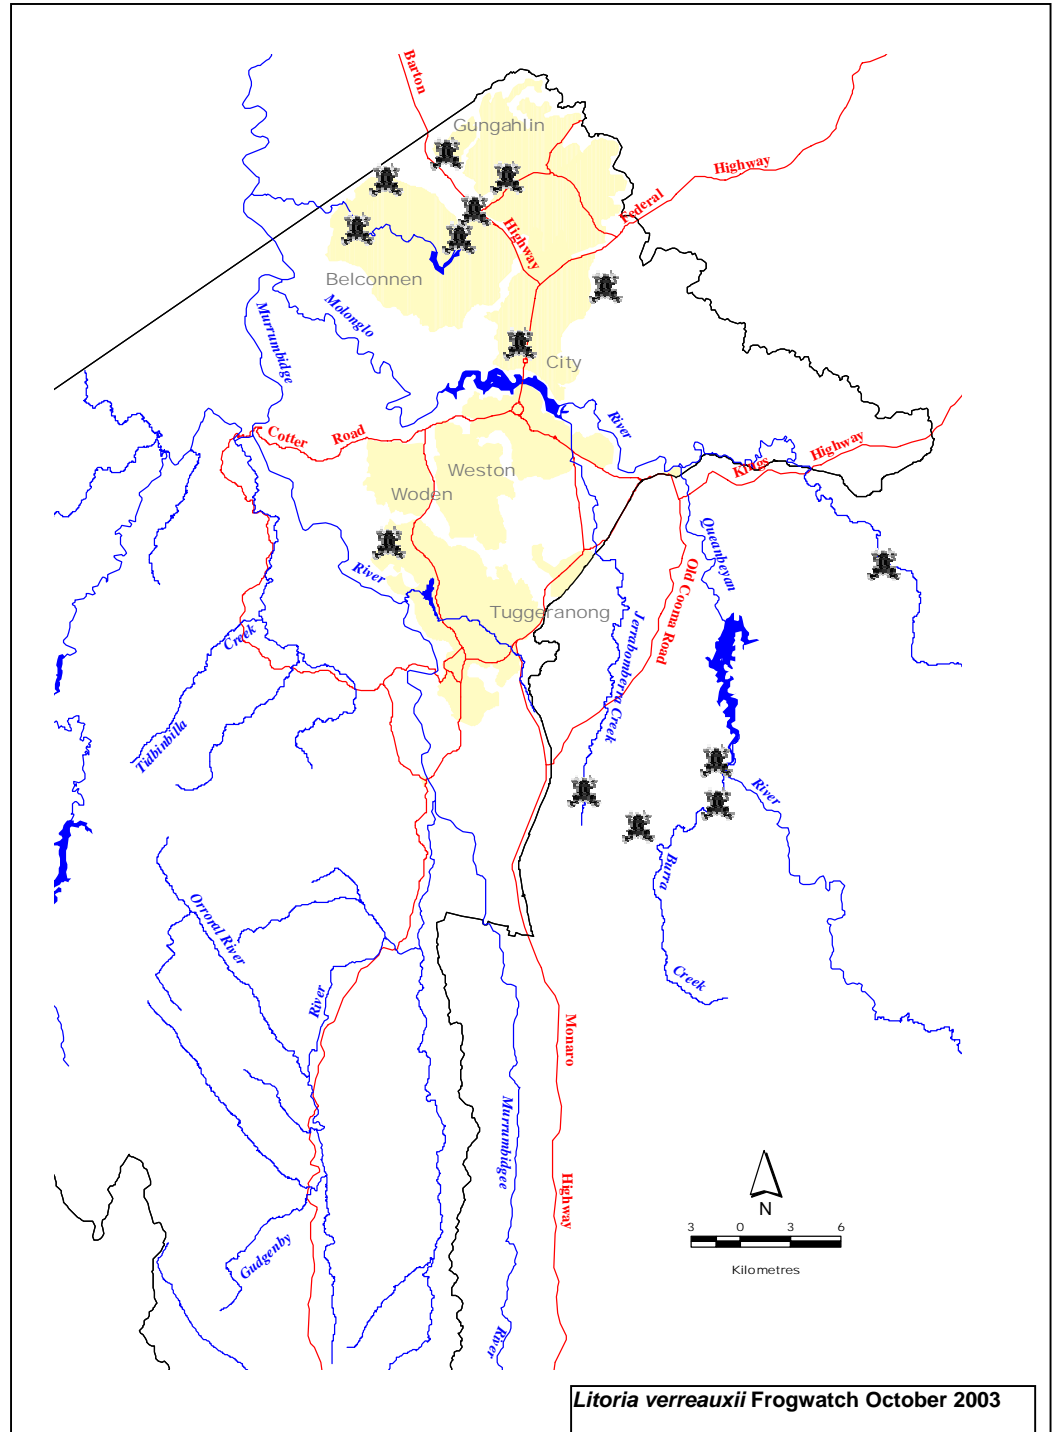 Barton
Gungahlin
Highway
Federal
Highway
Belconnen
Molonglo
Murrumbidge
City
River
Cotter Road
Kings Highway
Weston
Woden
River
Queanbeyan
Old Cooma Road
Tuggeranong
Jerrabomberra Creek
Creek
Tidbinbilla
River
Burra
Orroral River
Creek
River
Monaro
Murrumbidgee
Highway
Gudgenby
River
N
3 0 3 6
Kilometres
Litoria verreauxii Frogwatch October 2003